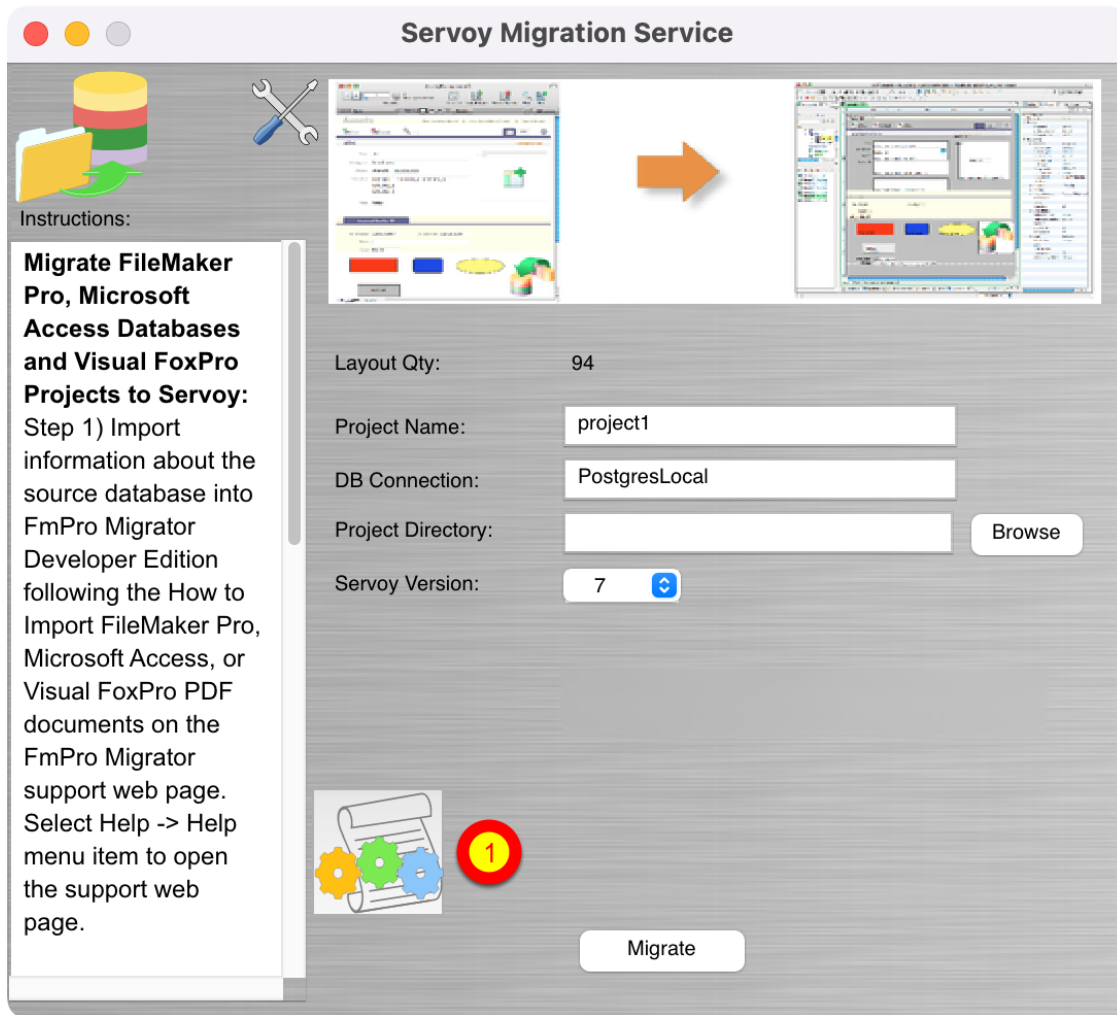 Servoy Migration Service
Instructions:
Migrate FileMaker
Pro, Microsoft
Access Databases
and Visual FoxPro
Projects to Servoy:
Step 1) Import
information about the
source database into
FmPro Migrator
Developer Edition
following the How to
Import FileMaker Pro,
Microsoft Access, or
Visual FoxPro PDF
documents on the
FmPro Migrator
support web page.
Select Help -> Help
menu item to open
the support web
page.
Layout Qty: 94
Project Name: project1
DB Connection: PostgresLocal
Project Directory: Browse
Servoy Version: 7
1
Migrate